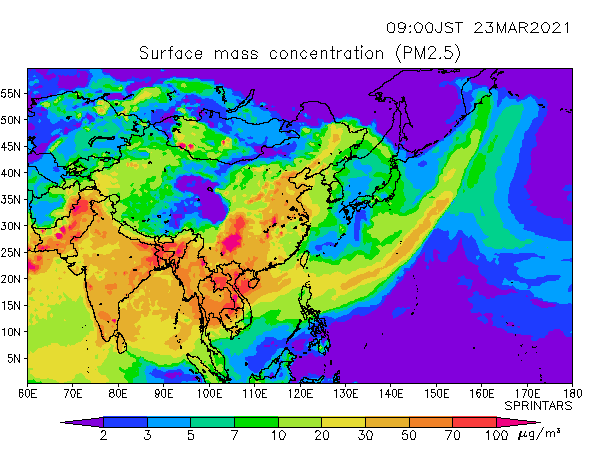 09:00JST 23MAR2021
Surface mass concentration (PM2.5)
55N
50N
45N
40N
35N
30N
25N
20N
15N
10N
5N
60E 70E 80E 90E 100E 110E 120E 130E 140E 150E 160E 170E 180
SPRINTARS
2 3 5 7 10 20 30 50 70 100 μg/m³